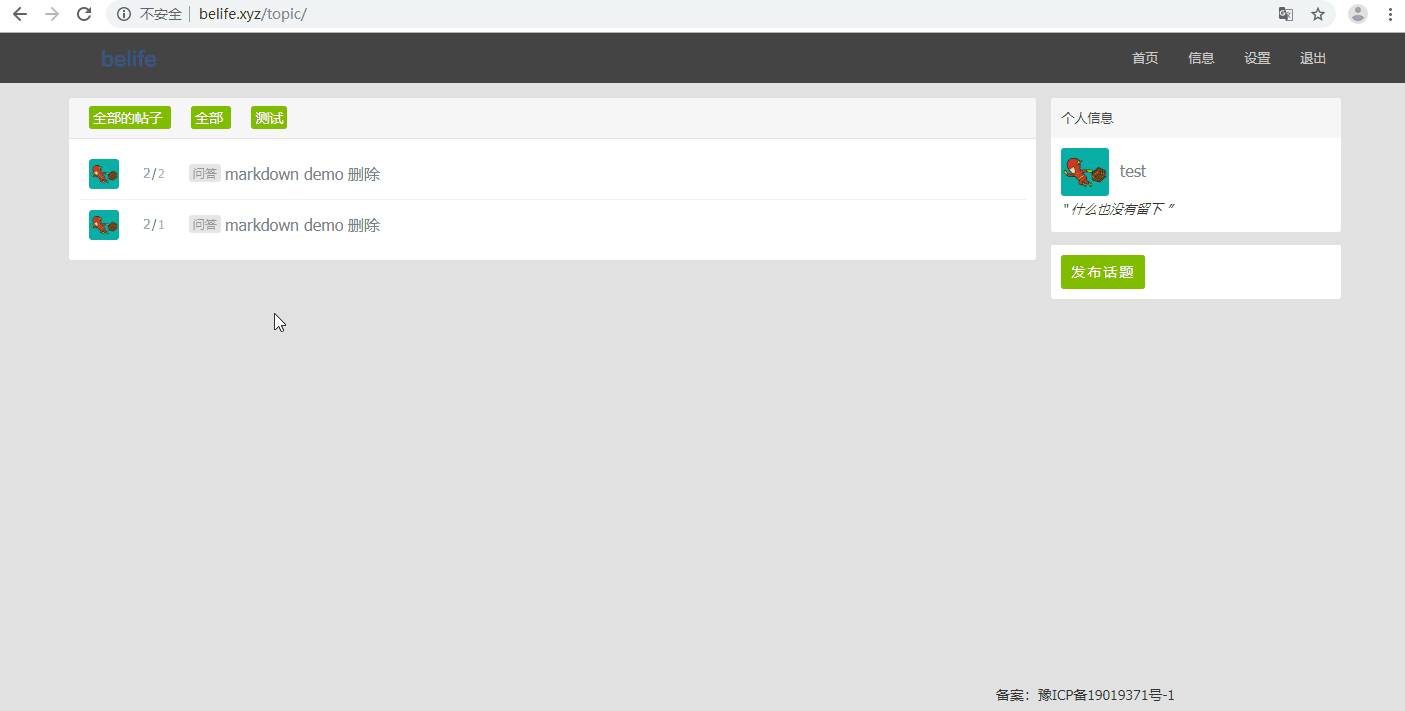 不安全 belife.xyz/topic/
belife 首页 信息 设置 退出
全部的帖子 全部 测试
2/2 问答 markdown demo 删除
2/1 问答 markdown demo 删除
个人信息
test
" 什么也没有留下 "
发布话题
备案：豫ICP备19019371号-1